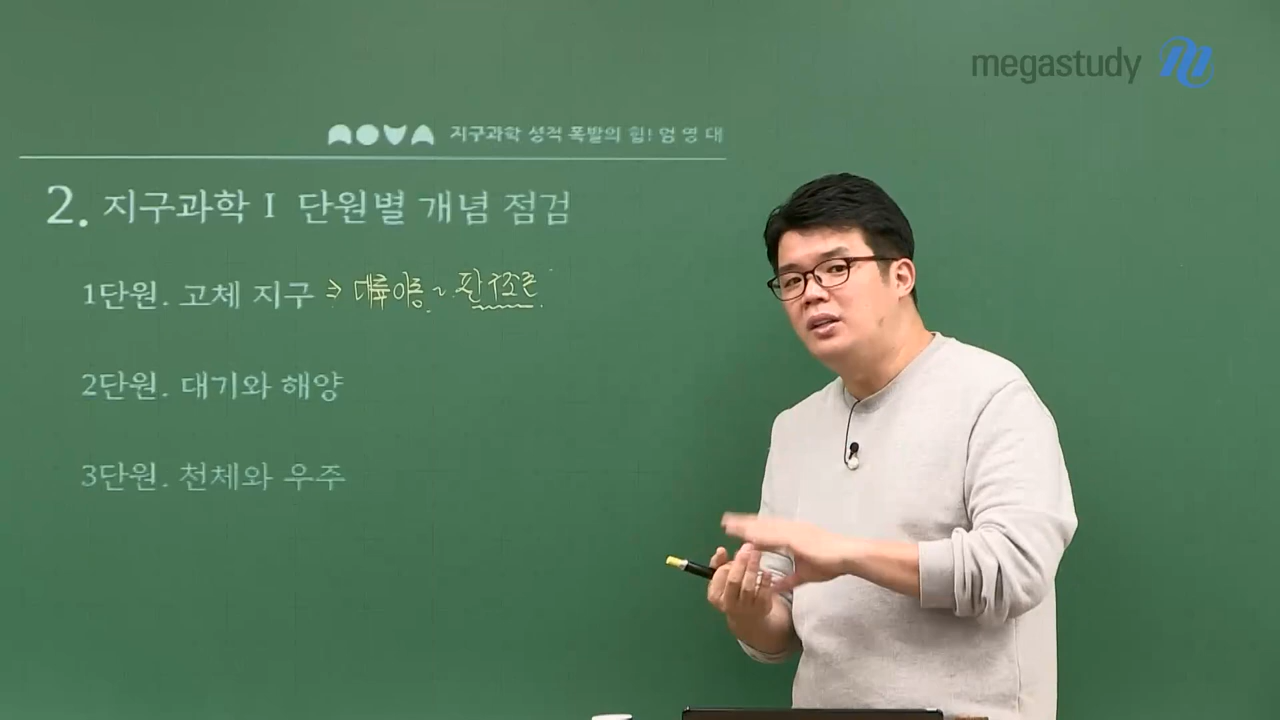 megastudy
NOVA 지구과학 성적 폭발의 힘! 엄 영 대
2. 지구과학 I 단원별 개념 점검
1단원. 고체 지구 → 대륙이동 ~ 판 구조론
2단원. 대기와 해양
3단원. 천체와 우주